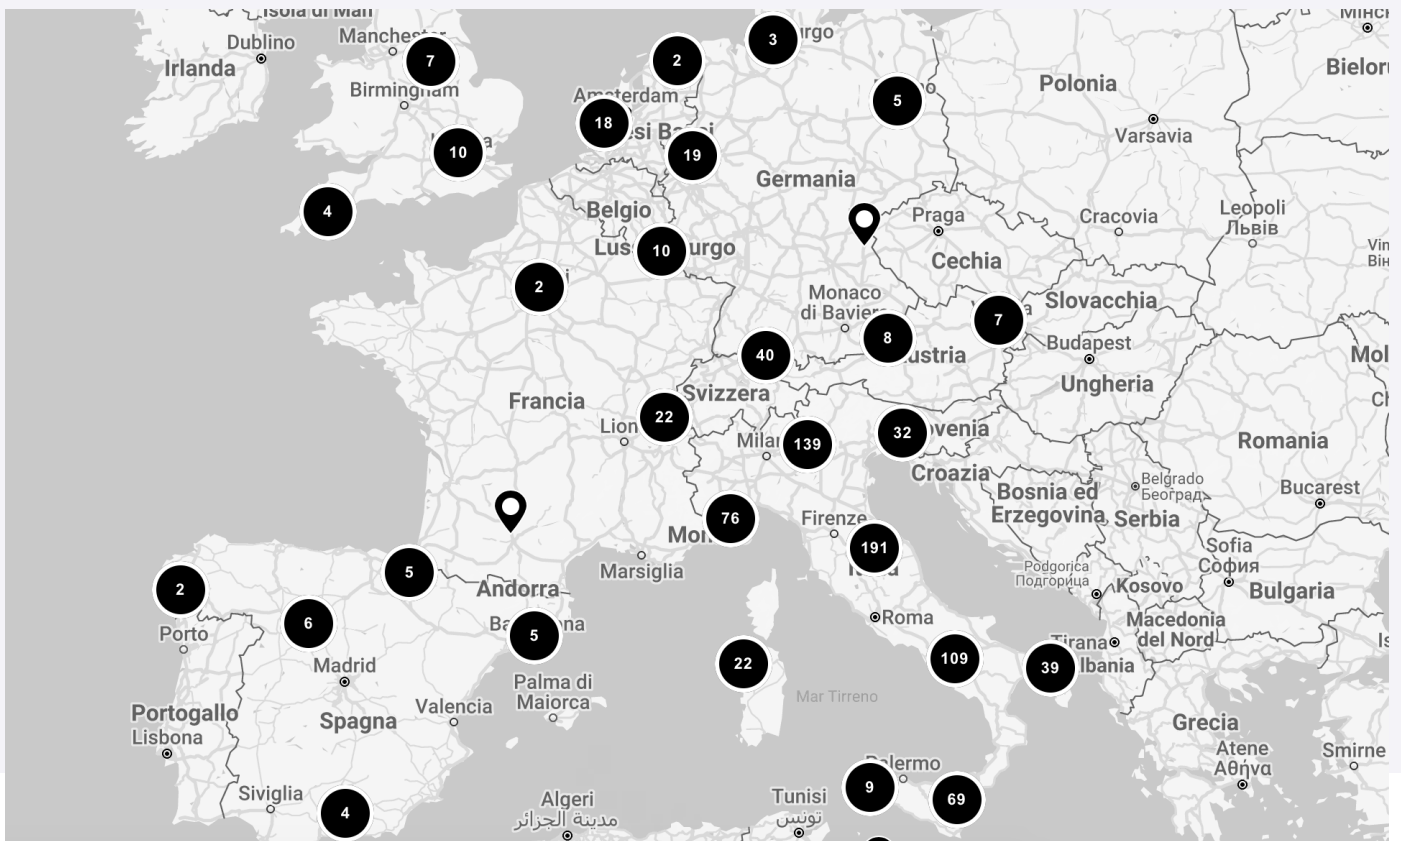 Isola di Man
Dublino
Irlanda
Manchester
7
Birmingham
10
4
2
3
Amsterdam
18
19
5
Polonia
Varsavia
Germania
Belgio
10
2
Praga
Cechia
Cracovia
Leopoli
Львів
Monaco
di Baviera
8
7
Slovacchia
Budapest
Ungheria
40
Svizzera
Francia
Lion
22
139
32
Croazia
Romania
Bucarest
Belgrado
Београд
Bosnia ed
Erzegovina
Serbia
76
Firenze
191
Marsiglia
Sofia
София
Bulgaria
Podgorica
Подгорица
Kosovo
Macedonia
del Nord
Tirana
Roma
109
39
22
Mar Tirreno
Andorra
5
2
6
5
Porto
Madrid
Palma di
Maiorca
Valencia
Portogallo
Lisbona
Spagna
Siviglia
4
Algeri
مدينة الجزائر
Tunisi
تونس
9
69
Grecia
Atene
Αθήνα
Smirne